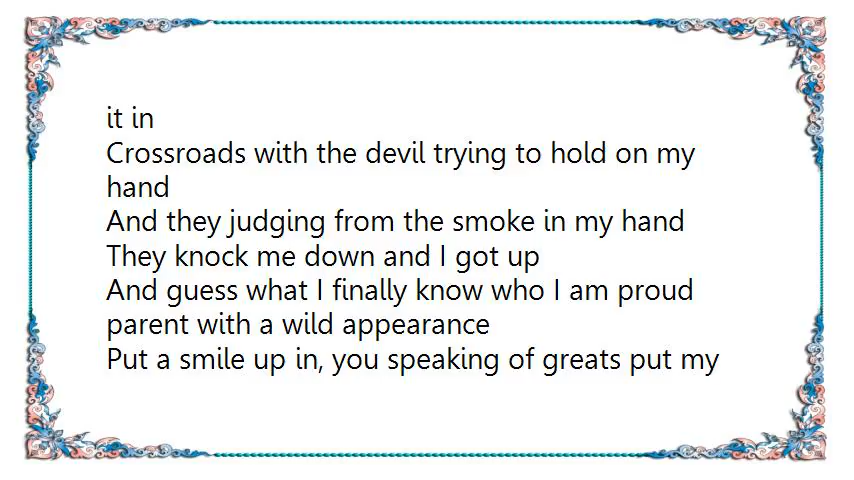 it in
Crossroads with the devil trying to hold on my
hand
And they judging from the smoke in my hand
They knock me down and I got up
And guess what I finally know who I am proud
parent with a wild appearance
Put a smile up in, you speaking of greats put my